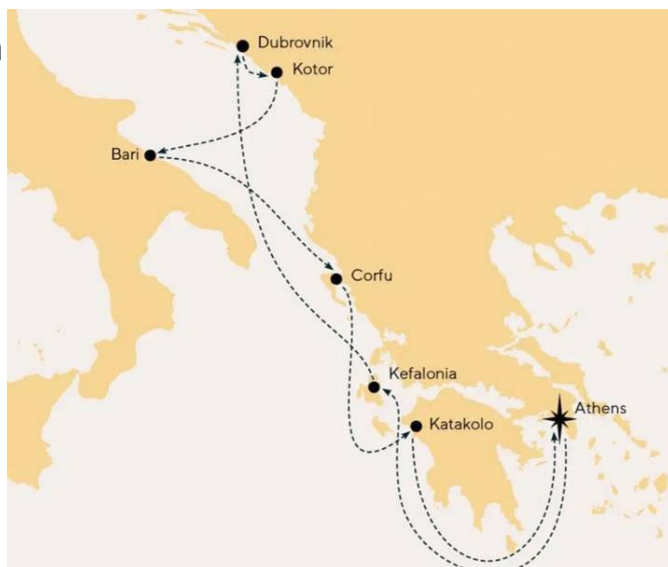 Dubrovnik
Kotor
Bari
Corfu
Kefalonia
Athens
Katakolo